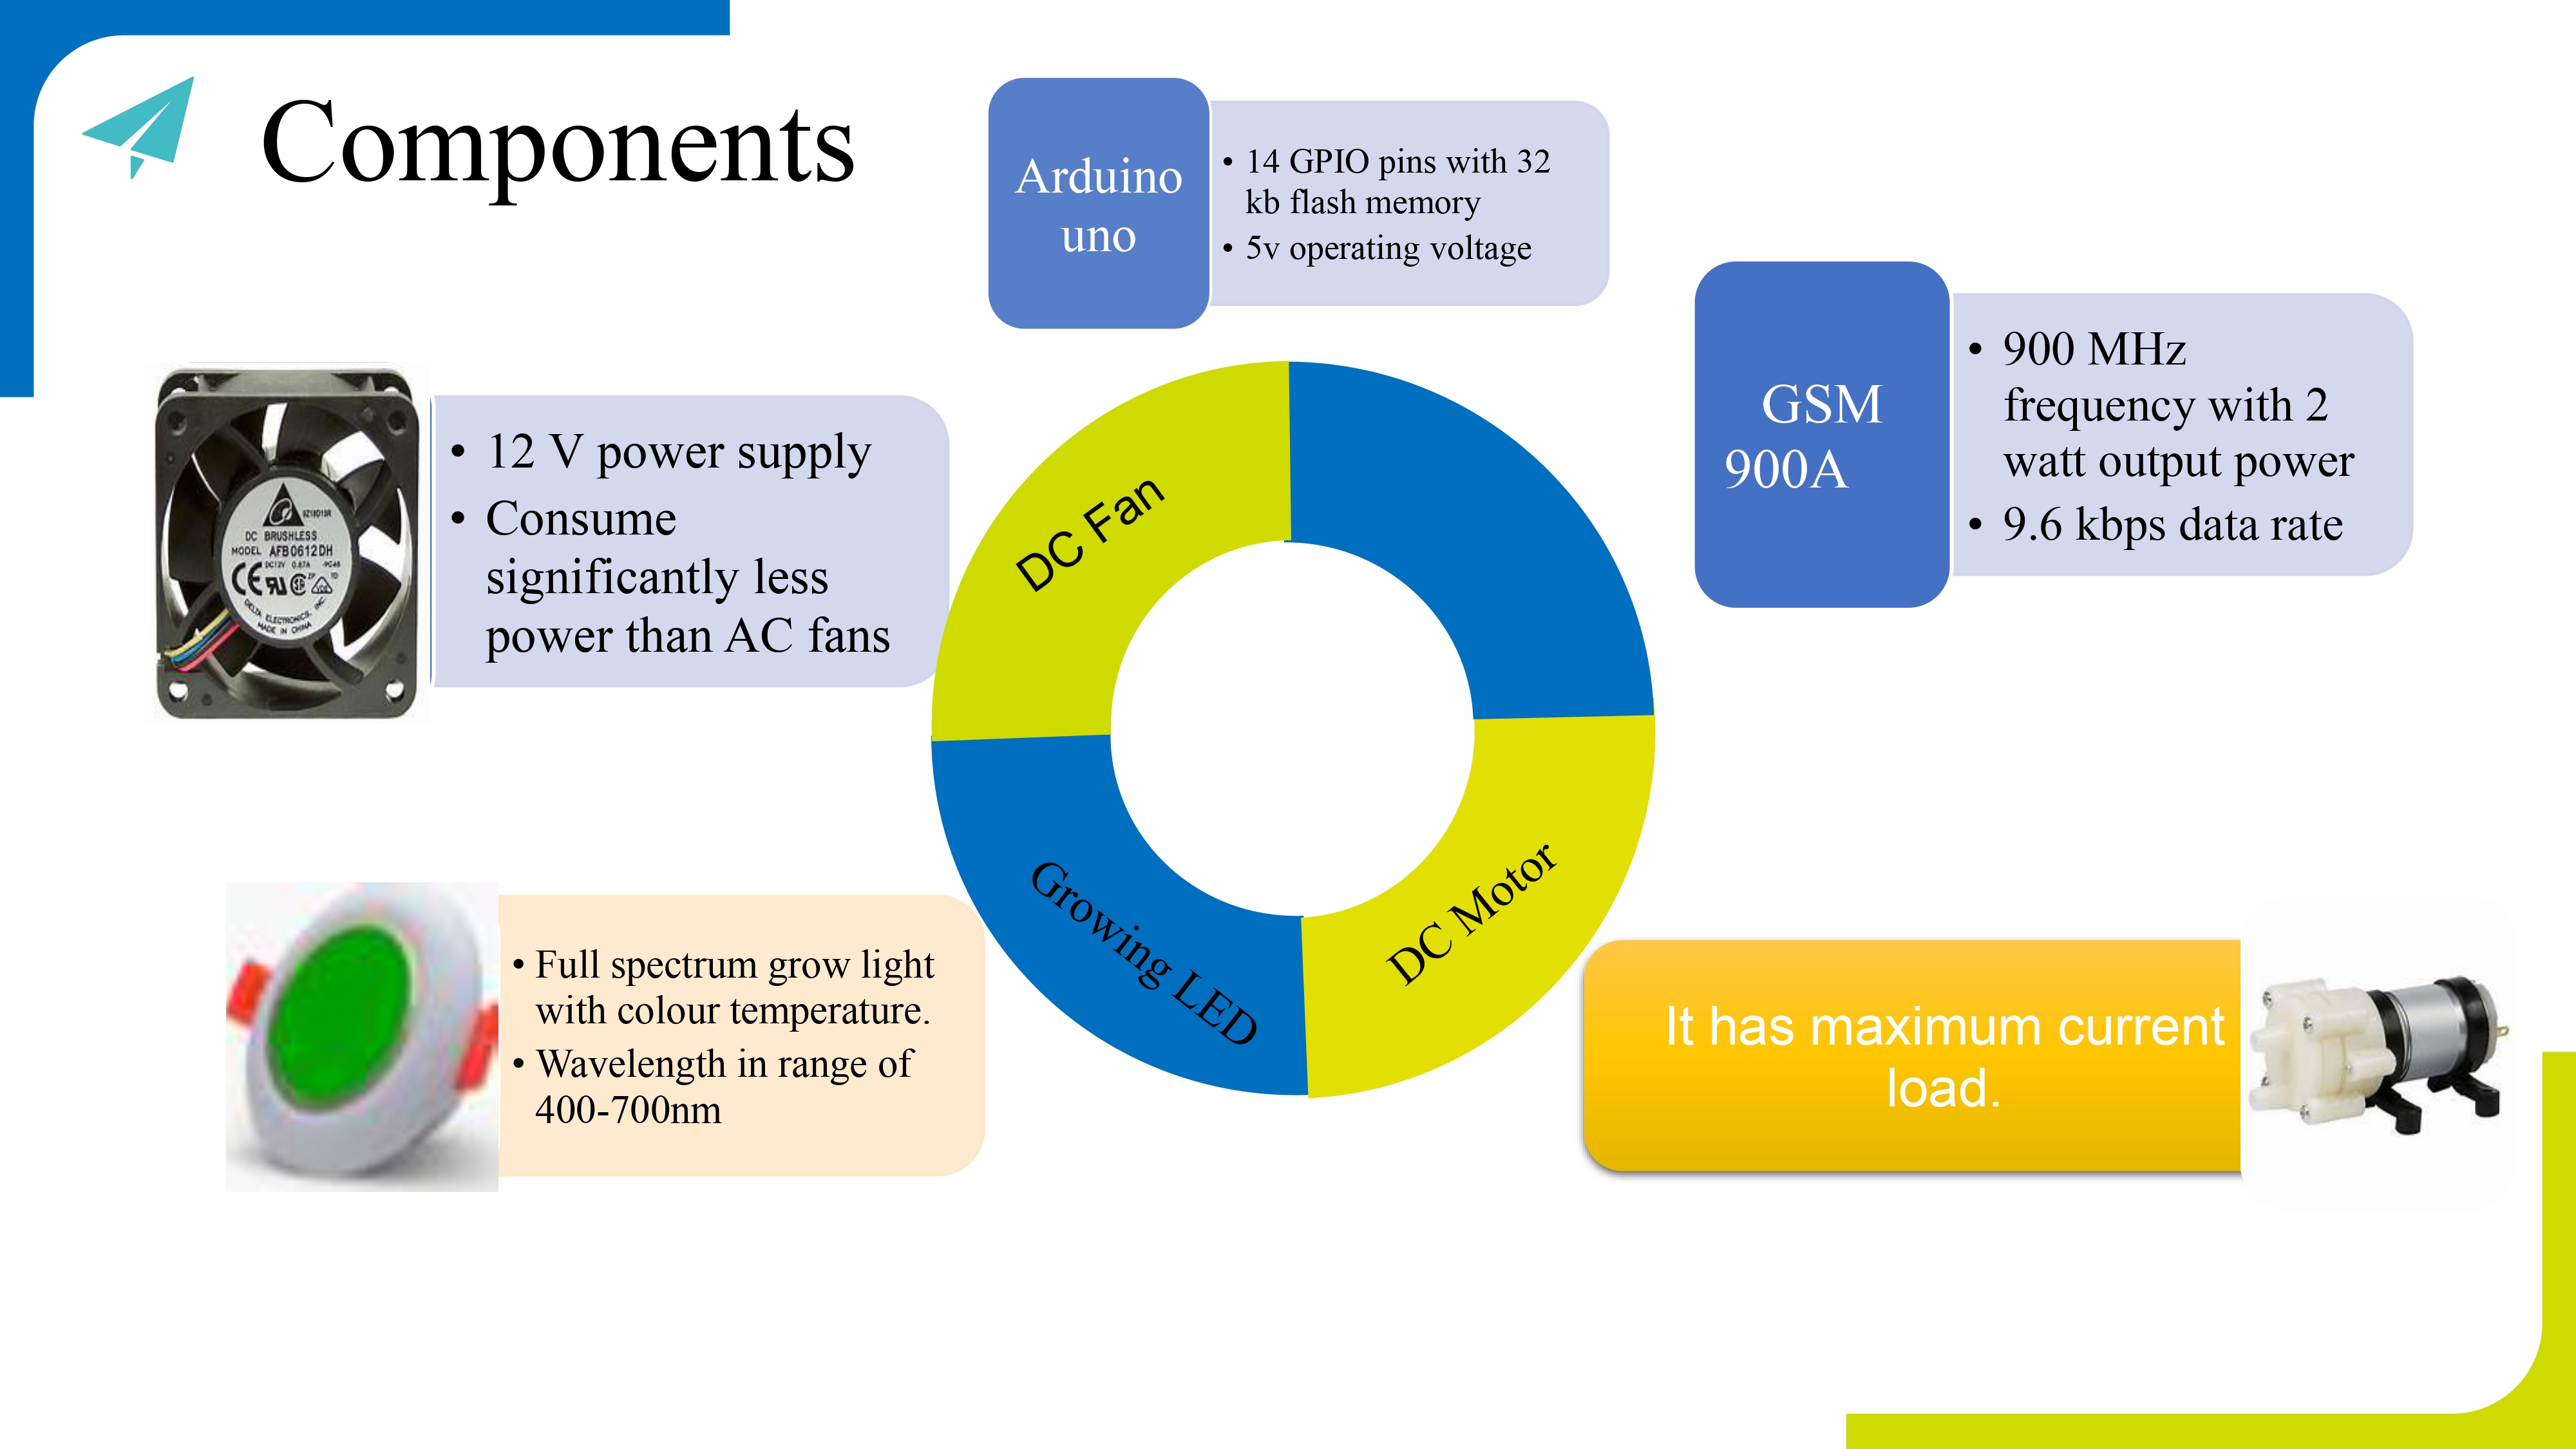 Components
Arduino
uno
• 14 GPIO pins with 32
kb flash memory
• 5v operating voltage
GSM
900A
• 900 MHz
frequency with 2
watt output power
• 9.6 kbps data rate
DC BRUSHLESS
MODEL AFB0612DH
DC12V 0.67A
DELTA ELECTRONICS, INC.
MADE IN CHINA
• 12 V power supply
• Consume
significantly less
power than AC fans
DC Fan
Growing LED
DC Motor
• Full spectrum grow light
with colour temperature.
• Wavelength in range of
400-700nm
It has maximum current
load.